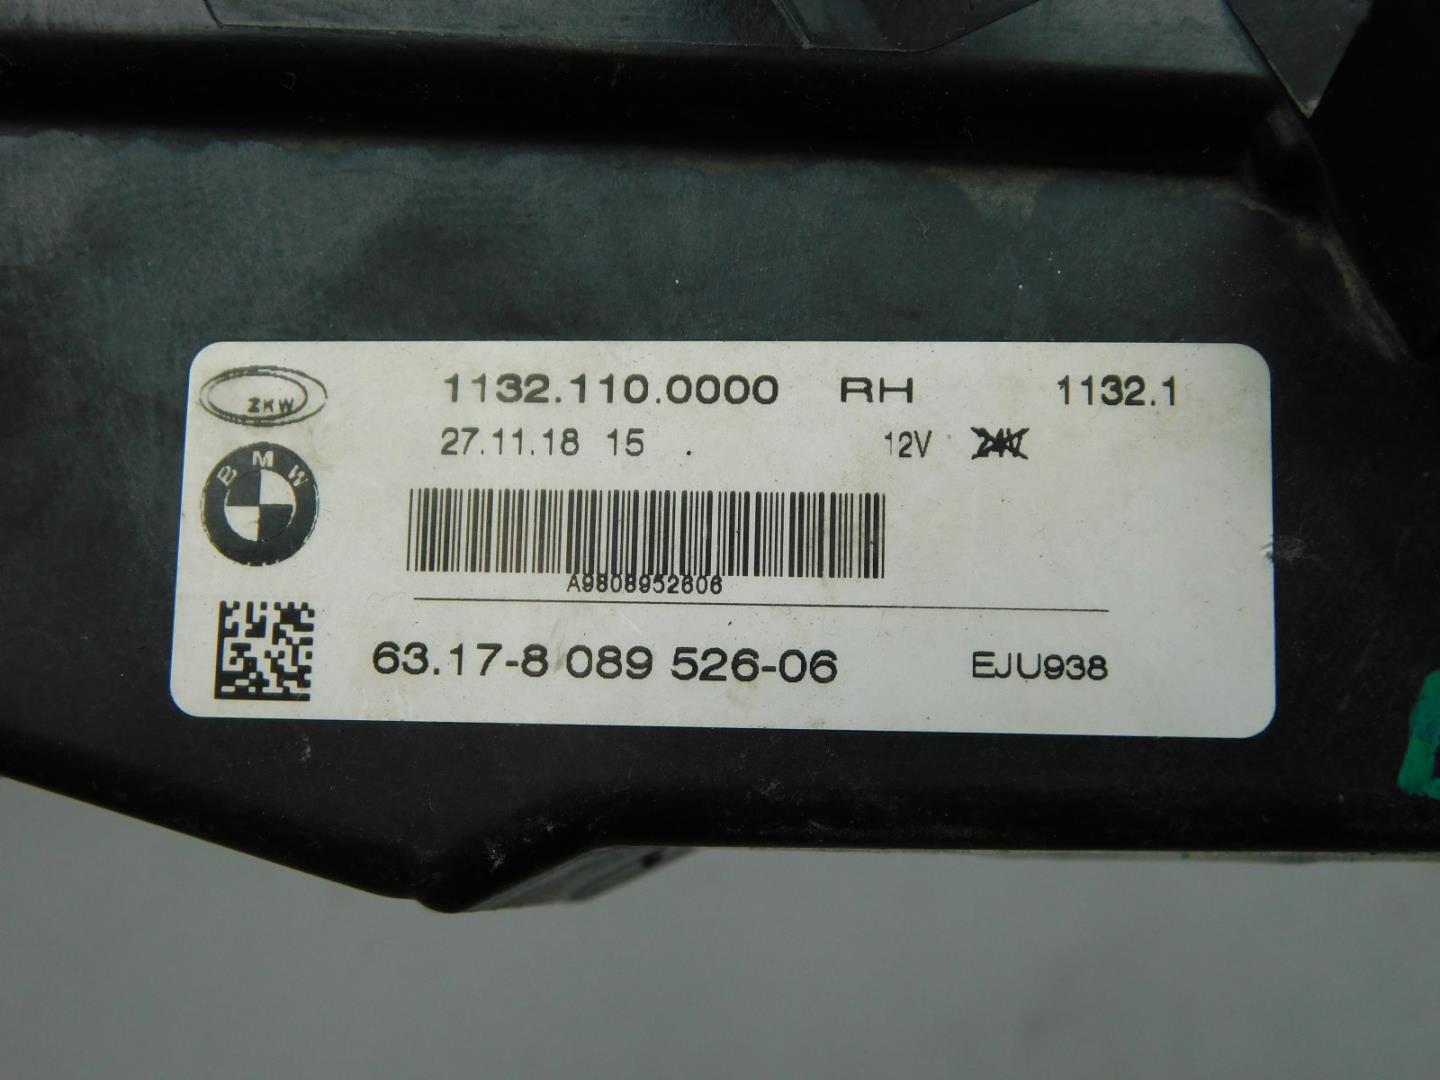 ZKW
1132.110.0000 RH 1132.1
27.11.18 15 . 12V 24V
BMW
A9808952606
63.17-8 089 526-06 EJU938